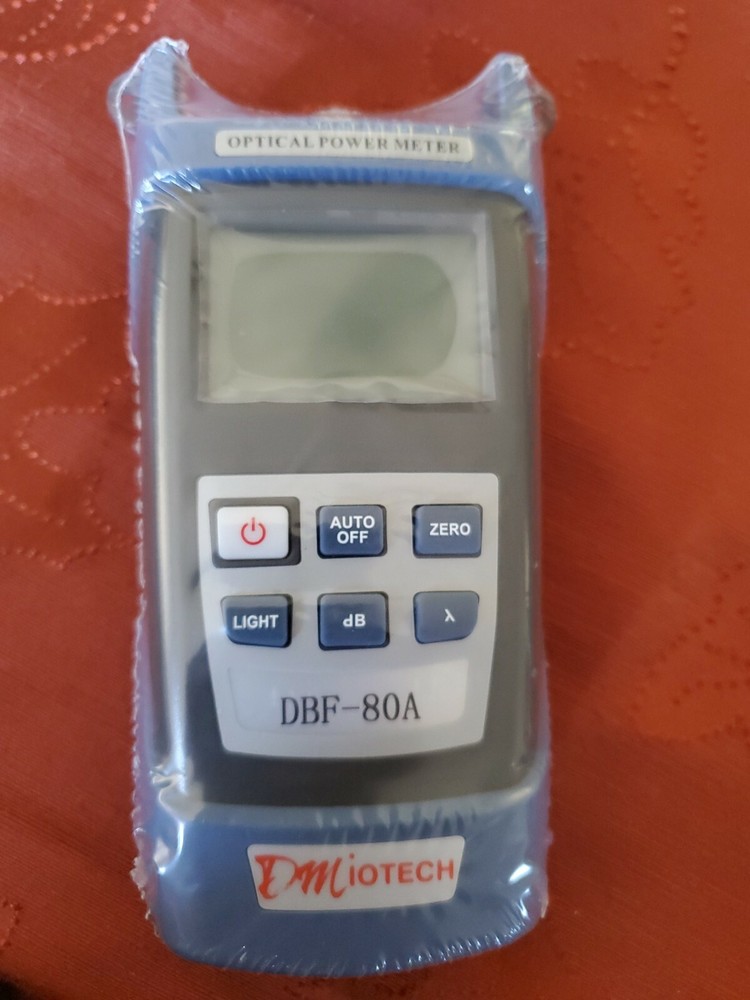 OPTICAL POWER METER
AUTO
OFF
ZERO
LIGHT
dB
λ
DBF-80A
DMiOTECH